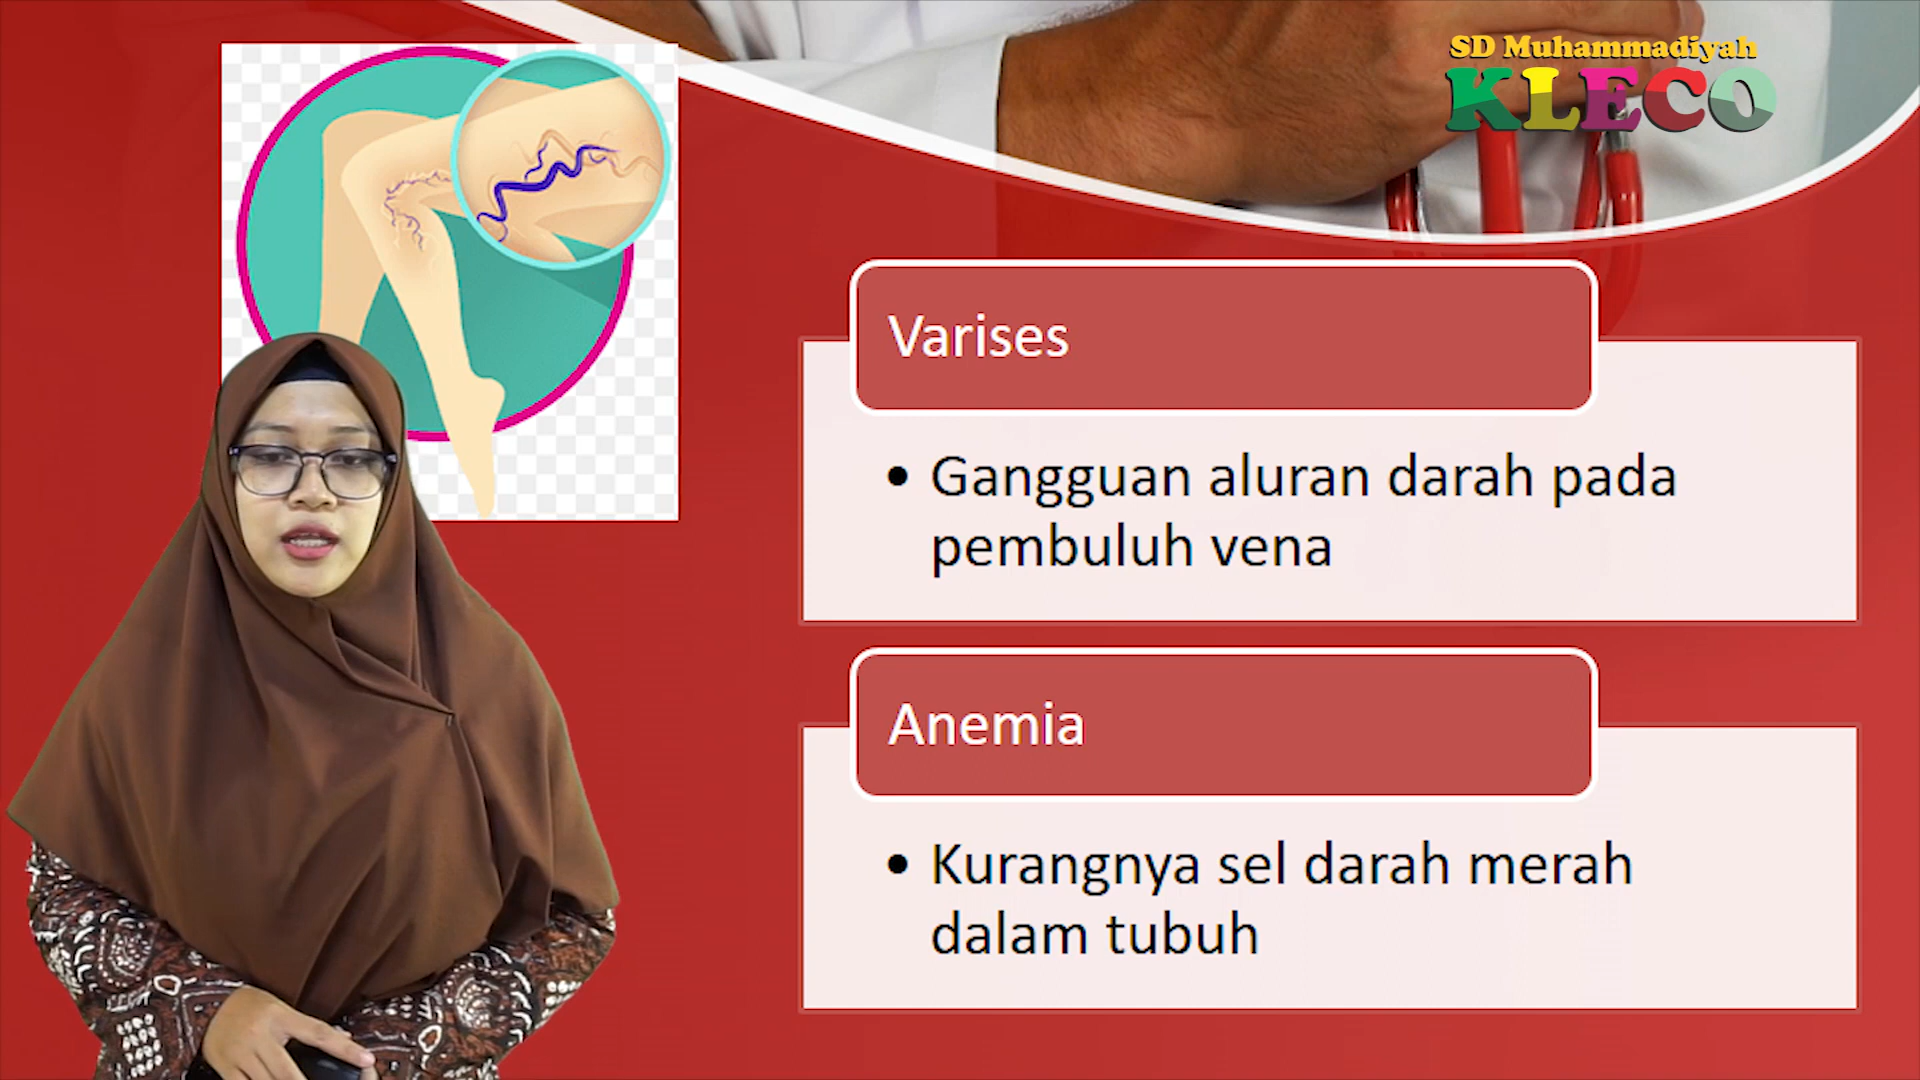 SD Muhammadiyah
KLECO
Varises
• Gangguan aluran darah pada
pembuluh vena
Anemia
• Kurangnya sel darah merah
dalam tubuh